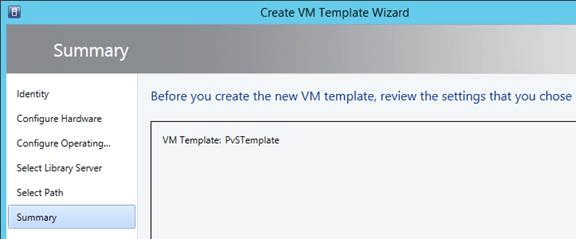 Create VM Template Wizard
Summary
Identity
Configure Hardware
Configure Operating...
Select Library Server
Select Path
Summary
Before you create the new VM template, review the settings that you chose
VM Template: PvSTemplate